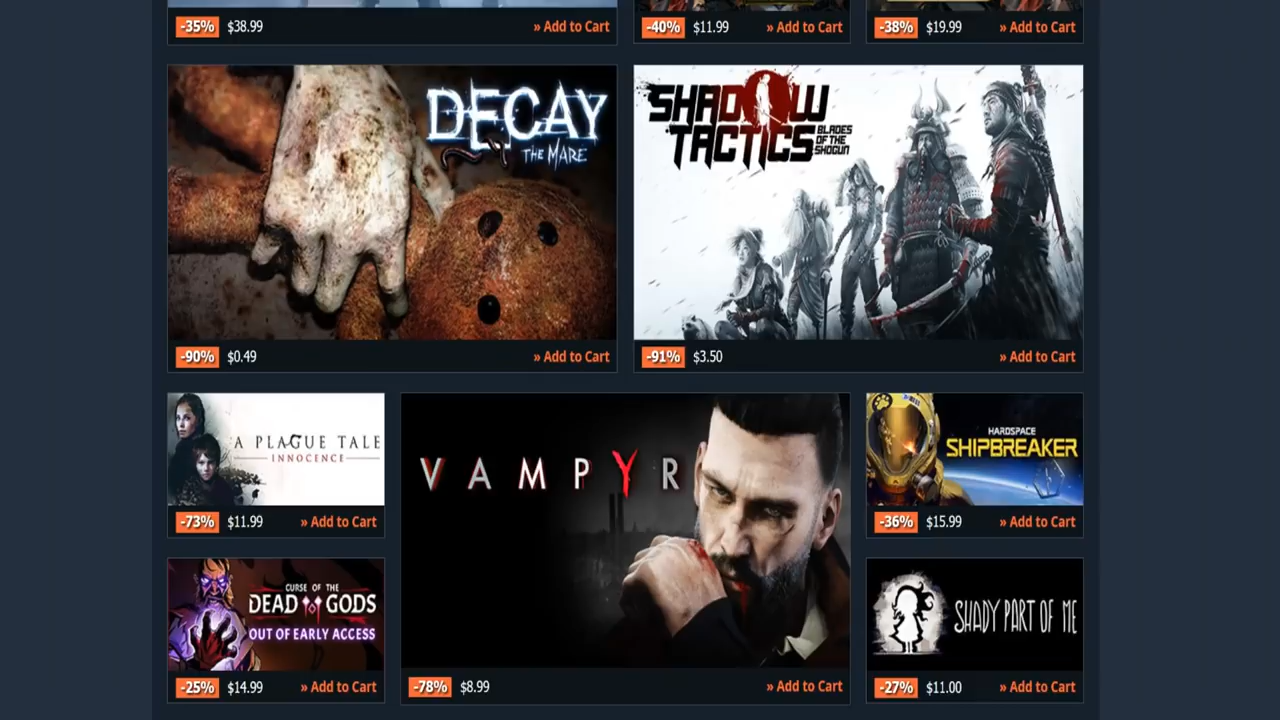 -35% $38.99 » Add to Cart
-40% $11.99 » Add to Cart
-38% $19.99 » Add to Cart
DECAY
THE MARE
-90% $0.49 » Add to Cart
SHADOW
TACTICS
BLADES
OF THE
SHOGUN
-91% $3.50 » Add to Cart
A PLAGUE TALE
INNOCENCE
-73% $11.99 » Add to Cart
VAMPYR
-78% $8.99 » Add to Cart
HARDSPACE
SHIPBREAKER
-36% $15.99 » Add to Cart
CURSE OF THE
DEAD GODS
OUT OF EARLY ACCESS
-25% $14.99 » Add to Cart
SHADY PART OF ME
-27% $11.00 » Add to Cart